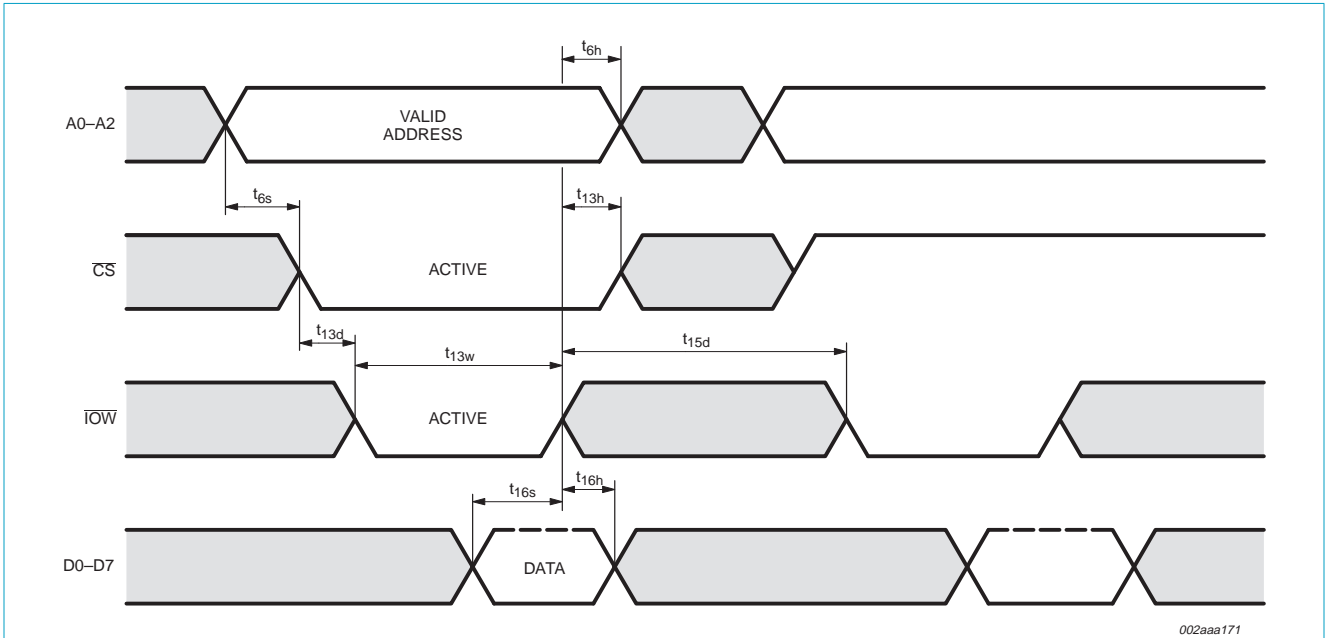 t6h
A0–A2
VALID
ADDRESS
t6s
t13h
CS
ACTIVE
t13d
t13w
t15d
IOW
ACTIVE
t16s
t16h
D0–D7
DATA
002aaa171